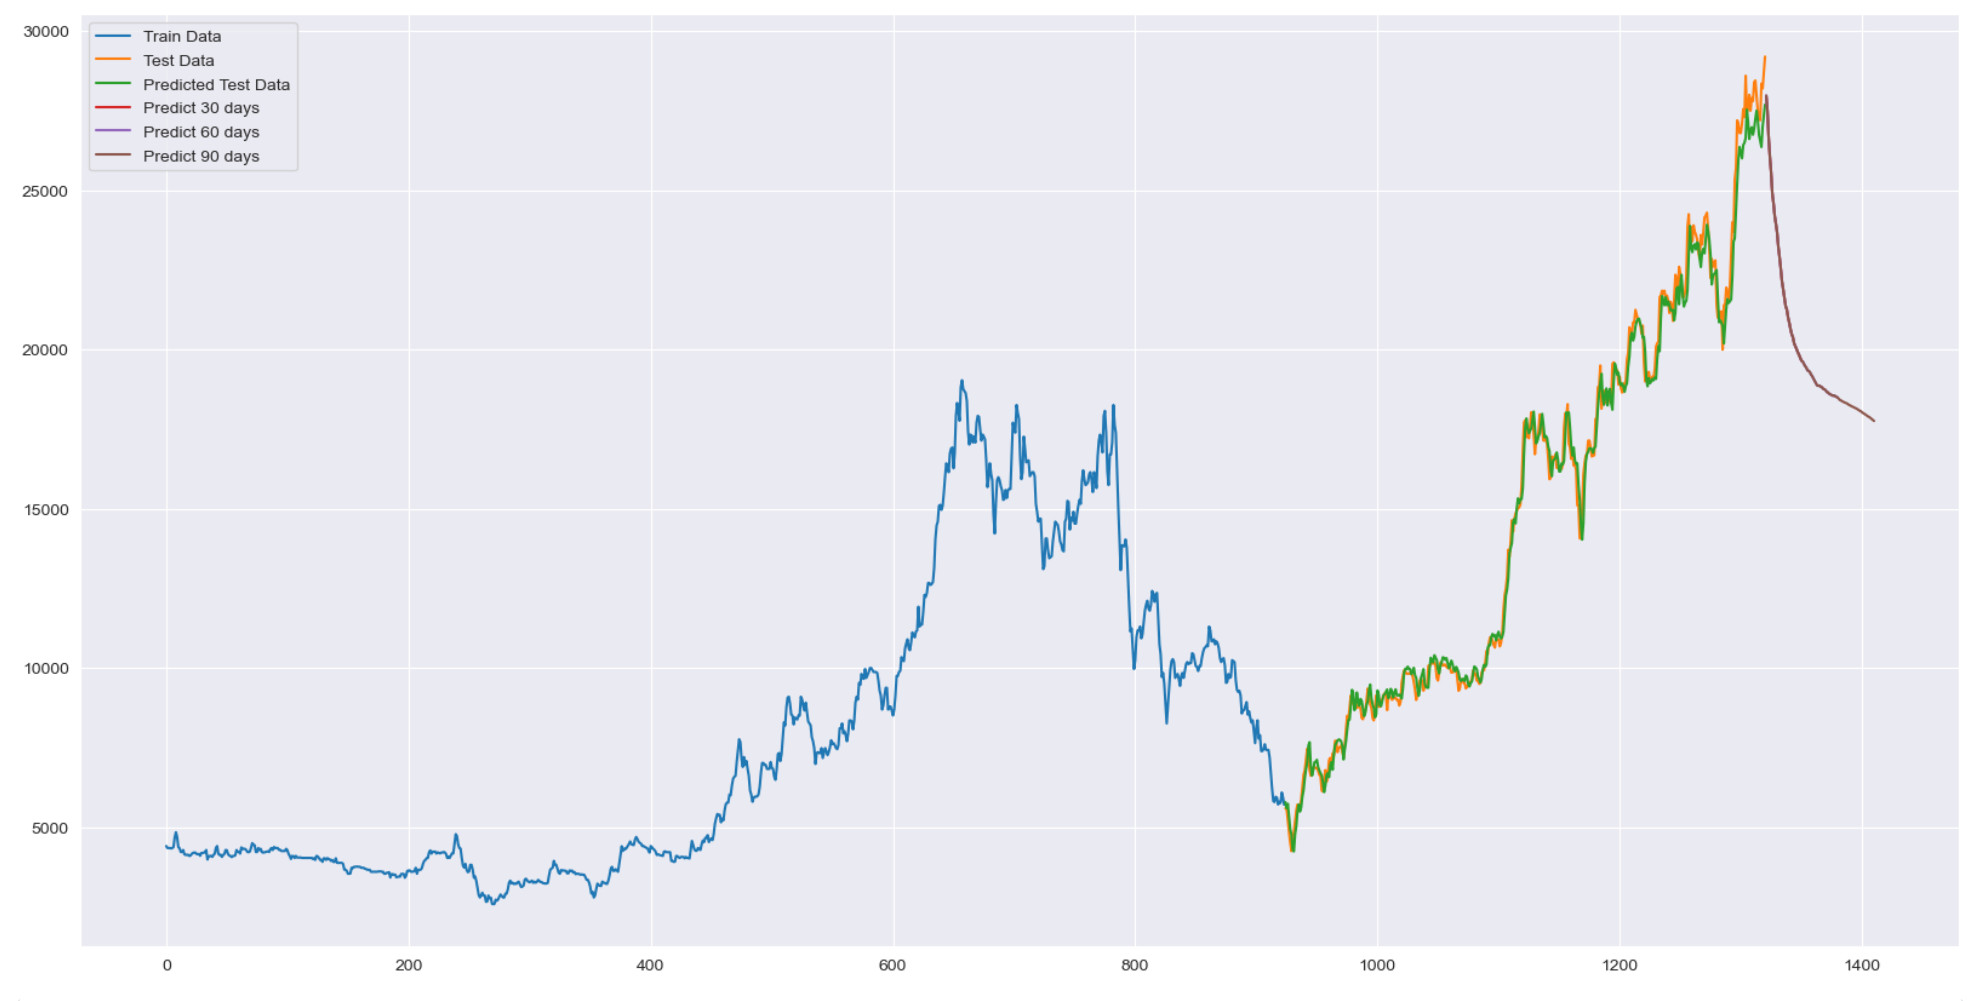 30000
25000
20000
15000
10000
5000
Train Data
Test Data
Predicted Test Data
Predict 30 days
Predict 60 days
Predict 90 days
0 200 400 600 800 1000 1200 1400